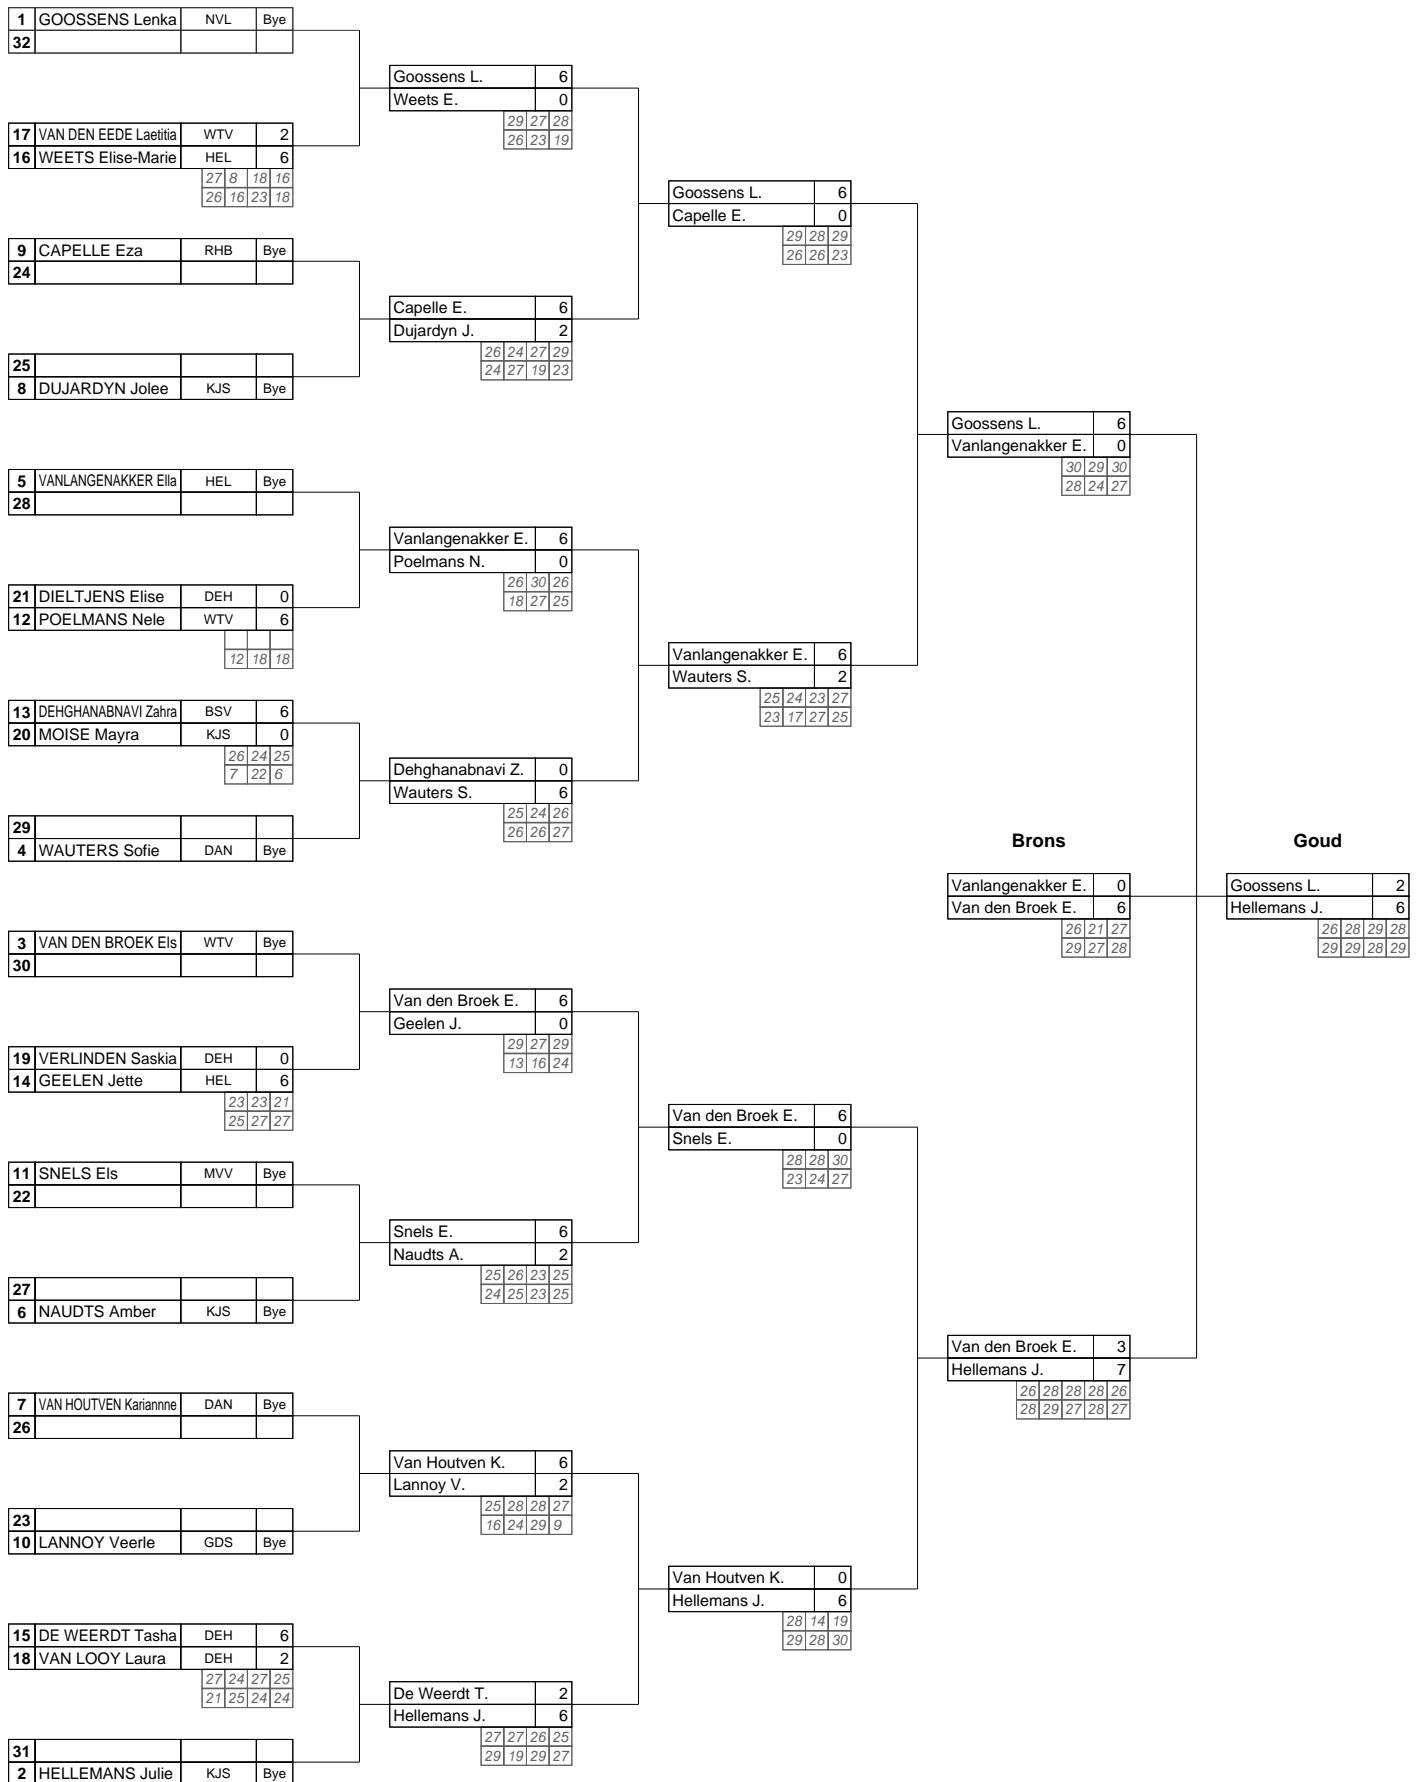 1 GOOSSENS Lenka NVL Bye
32
Goossens L. 6
Weets E. 0
29 27 28
26 23 19
17 VAN DEN EEDE Laetitia WTV 2
16 WEETS Elise-Marie HEL 6
27 8 18 16
26 16 23 18
Goossens L. 6
Capelle E. 0
29 28 29
26 26 23
9 CAPELLE Eza RHB Bye
24
Capelle E. 6
Dujardyn J. 2
26 24 27 29
24 27 19 23
25
8 DUJARDYN Jolee KJS Bye
Goossens L. 6
Vanlangenakker E. 0
30 29 30
28 24 27
5 VANLANGENAKKER Ella HEL Bye
28
Vanlangenakker E. 6
Poelmans N. 0
26 30 26
18 27 25
21 DIELTJENS Elise DEH 0
12 POELMANS Nele WTV 6
12 18 18
Vanlangenakker E. 6
Wauters S. 2
25 24 23 27
23 17 27 25
13 DEHGHANABNAVI Zahra BSV 6
20 MOISE Mayra KJS 0
26 24 25
7 22 6
Dehghanabnavi Z. 0
Wauters S. 6
25 24 26
26 26 27
29
4 WAUTERS Sofie DAN Bye
Brons Goud
Vanlangenakker E. 0
Van den Broek E. 6
26 21 27
29 27 28
Goossens L. 2
Hellemans J. 6
26 28 29 28
29 29 28 29
3 VAN DEN BROEK Els WTV Bye
30
Van den Broek E. 6
Geelen J. 0
29 27 29
13 16 24
19 VERLINDEN Saskia DEH 0
14 GEELEN Jette HEL 6
23 23 21
25 27 27
Van den Broek E. 6
Snels E. 0
28 28 30
23 24 27
11 SNELS Els MVV Bye
22
Snels E. 6
Naudts A. 2
25 26 23 25
24 25 23 25
27
6 NAUDTS Amber KJS Bye
Van den Broek E. 3
Hellemans J. 7
26 28 28 28 26
28 29 27 28 27
7 VAN HOUTVEN Kariannne DAN Bye
26
Van Houtven K. 6
Lannoy V. 2
25 28 28 27
16 24 29 9
23
10 LANNOY Veerle GDS Bye
Van Houtven K. 0
Hellemans J. 6
28 14 19
29 28 30
15 DE WEERDT Tasha DEH 6
18 VAN LOOY Laura DEH 2
27 24 27 25
21 25 24 24
De Weerdt T. 2
Hellemans J. 6
27 27 26 25
29 19 29 27
31
2 HELLEMANS Julie KJS Bye